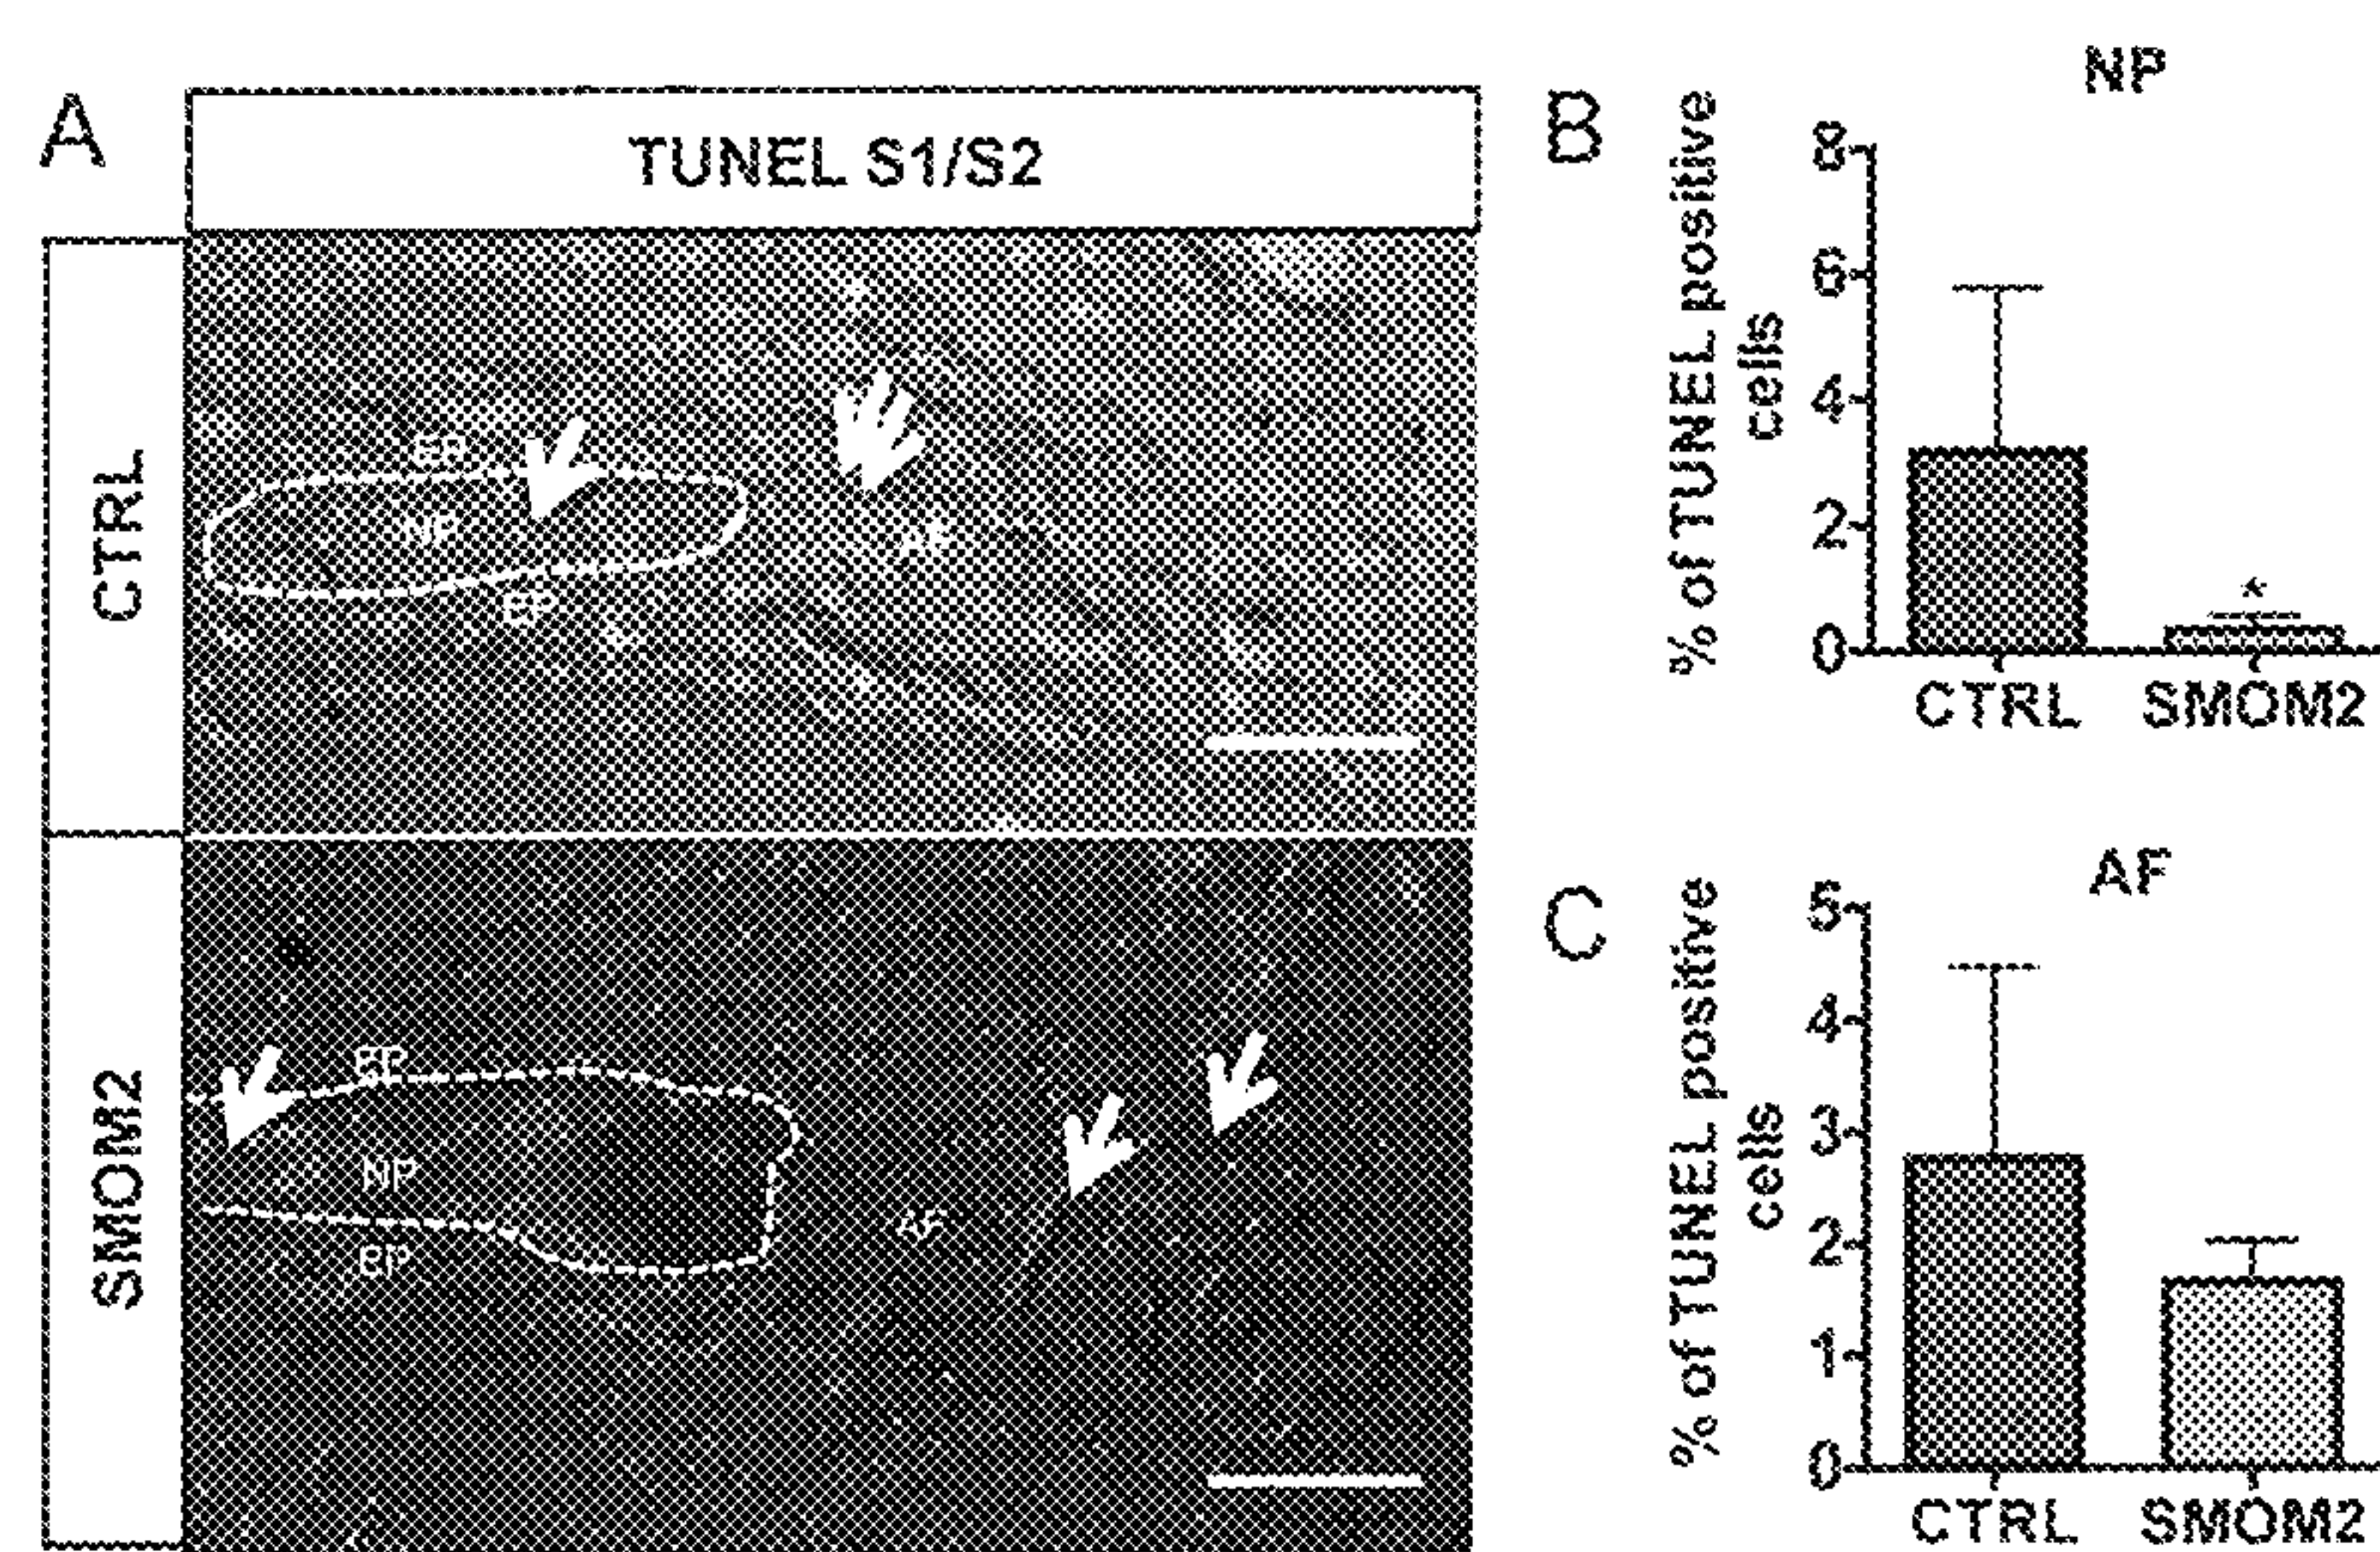 A
TUNEL S1/S2
CTRL
EP
NP
EP
AF
SMOM2
EP
NP
EP
AF
B
NP
% of TUNEL positive
cells
8
6
4
2
0
*
CTRL SMOM2
C
AF
% of TUNEL positive
cells
5
4
3
2
1
0
CTRL SMOM2